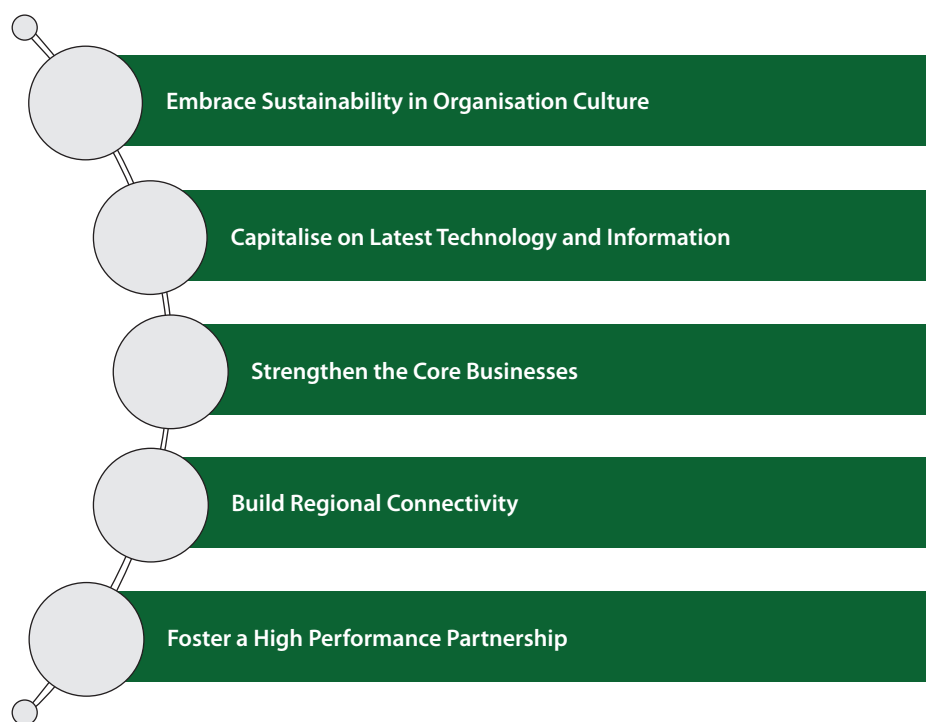 Embrace Sustainability in Organisation Culture
Capitalise on Latest Technology and Information
Strengthen the Core Businesses
Build Regional Connectivity
Foster a High Performance Partnership